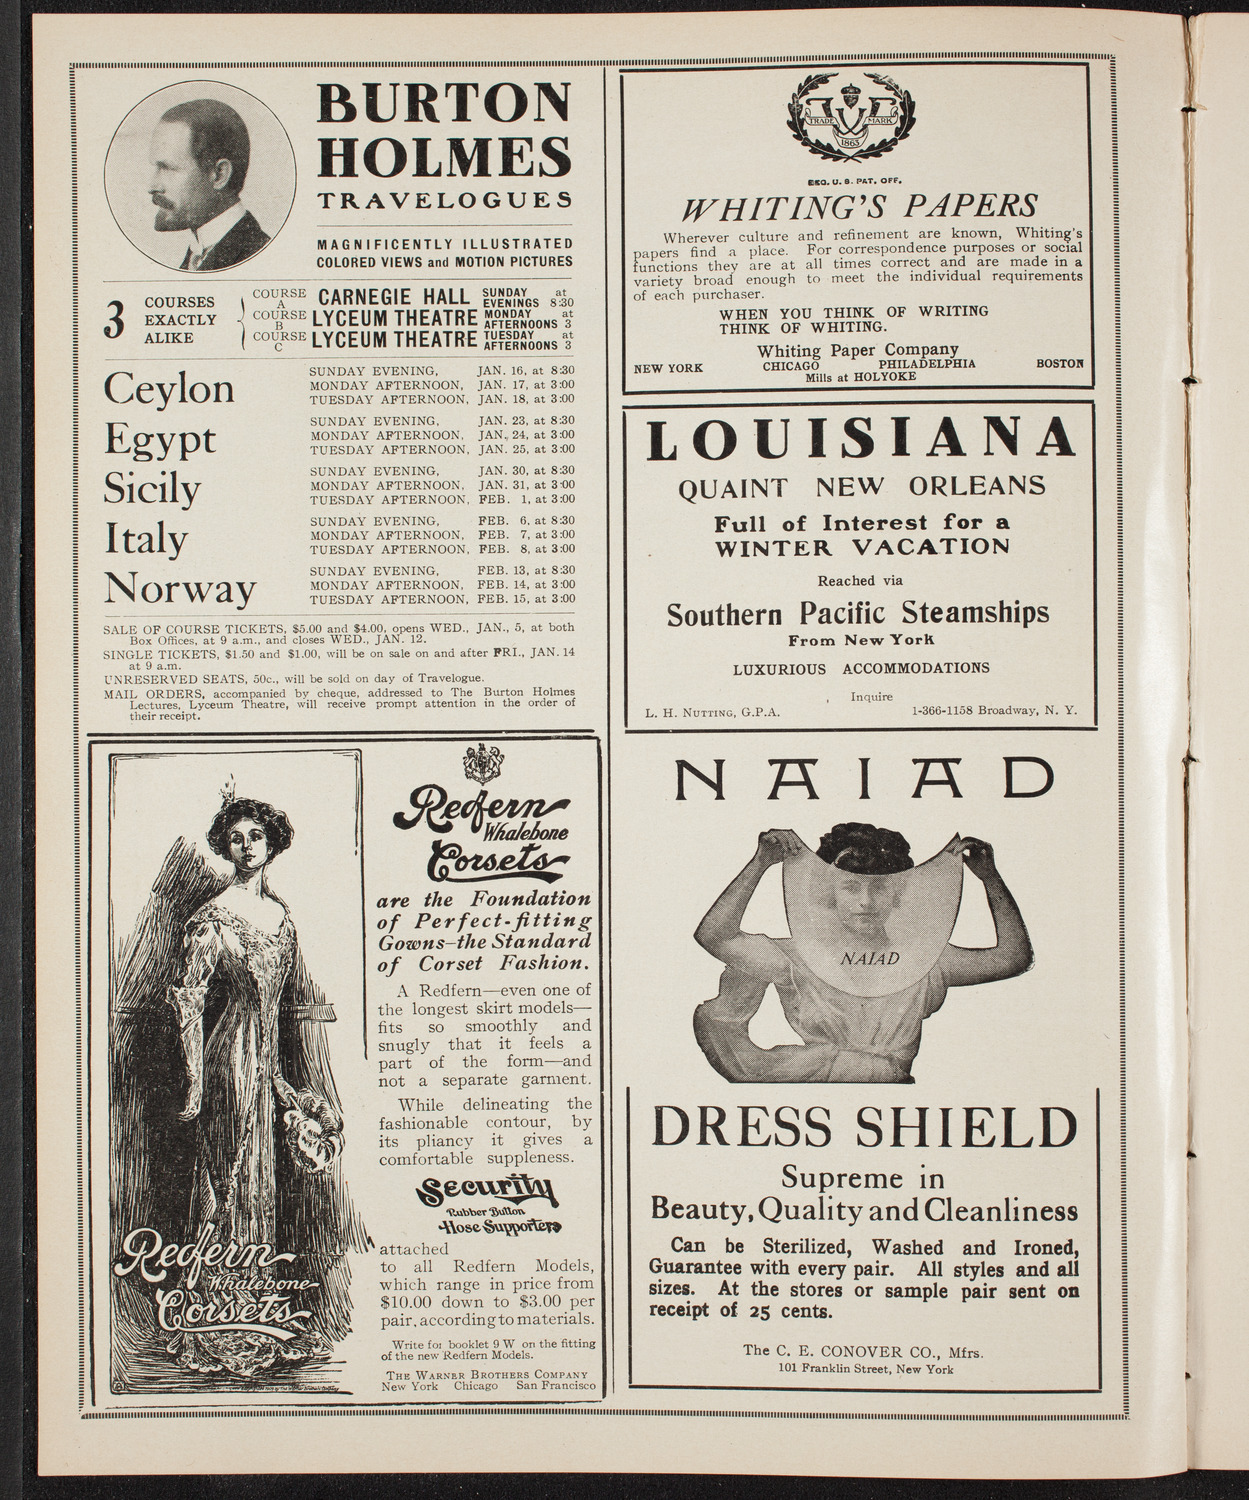 BURTON
HOLMES
TRAVELOGUES
MAGNIFICENTLY ILLUSTRATED
COLORED VIEWS and MOTION PICTURES
3 COURSES EXACTLY ALIKE
COURSE A CARNEGIE HALL SUNDAY EVENINGS at 8:30
COURSE B LYCEUM THEATRE MONDAY AFTERNOONS at 3
COURSE C LYCEUM THEATRE TUESDAY AFTERNOONS at 3
Ceylon
SUNDAY EVENING, JAN. 16, at 8:30
MONDAY AFTERNOON, JAN. 17, at 3:00
TUESDAY AFTERNOON, JAN. 18, at 3:00
Egypt
SUNDAY EVENING, JAN. 23, at 8:30
MONDAY AFTERNOON, JAN. 24, at 3:00
TUESDAY AFTERNOON, JAN. 25, at 3:00
Sicily
SUNDAY EVENING, JAN. 30, at 8:30
MONDAY AFTERNOON, JAN. 31, at 3:00
TUESDAY AFTERNOON, FEB. 1, at 3:00
Italy
SUNDAY EVENING, FEB. 6, at 8:30
MONDAY AFTERNOON, FEB. 7, at 3:00
TUESDAY AFTERNOON, FEB. 8, at 3:00
Norway
SUNDAY EVENING, FEB. 13, at 8:30
MONDAY AFTERNOON, FEB. 14, at 3:00
TUESDAY AFTERNOON, FEB. 15, at 3:00
SALE OF COURSE TICKETS, $5.00 and $4.00, opens WED., JAN., 5, at both
Box Offices, at 9 a.m., and closes WED., JAN. 12.
SINGLE TICKETS, $1.50 and $1.00, will be on sale on and after FRI., JAN. 14
at 9 a.m.
UNRESERVED SEATS, 50c., will be sold on day of Travelogue.
MAIL ORDERS, accompanied by cheque, addressed to The Burton Holmes
Lectures, Lyceum Theatre, will receive prompt attention in the order of
their receipt.
Redfern
Whalebone
Corsets
are the Foundation
of Perfect-fitting
Gowns—the Standard
of Corset Fashion.
A Redfern—even one of
the longest skirt models—
fits so smoothly and
snugly that it feels a
part of the form—and
not a separate garment.
While delineating the
fashionable contour, by
its pliancy it gives a
comfortable suppleness.
Security
Rubber Button
Hose Supporters
attached
to all Redfern Models,
which range in price from
$10.00 down to $3.00 per
pair, according to materials.
Write for booklet 9 W on the fitting
of the new Redfern Models.
THE WARNER BROTHERS COMPANY
New York Chicago San Francisco
Redfern
Whalebone
Corsets
TRADE MARK
1865
REG. U. S. PAT. OFF.
WHITING'S PAPERS
Wherever culture and refinement are known, Whiting's
papers find a place. For correspondence purposes or social
functions they are at all times correct and are made in a
variety broad enough to meet the individual requirements
of each purchaser.
WHEN YOU THINK OF WRITING
THINK OF WHITING.
Whiting Paper Company
NEW YORK CHICAGO PHILADELPHIA BOSTON
Mills at HOLYOKE
LOUISIANA
QUAINT NEW ORLEANS
Full of Interest for a
WINTER VACATION
Reached via
Southern Pacific Steamships
From New York
LUXURIOUS ACCOMMODATIONS
Inquire
L. H. NUTTING, G.P.A. 1-366-1158 Broadway, N. Y.
NAIAD
NAIAD
DRESS SHIELD
Supreme in
Beauty, Quality and Cleanliness
Can be Sterilized, Washed and Ironed,
Guarantee with every pair. All styles and all
sizes. At the stores or sample pair sent on
receipt of 25 cents.
The C. E. CONOVER CO., Mfrs.
101 Franklin Street, New York